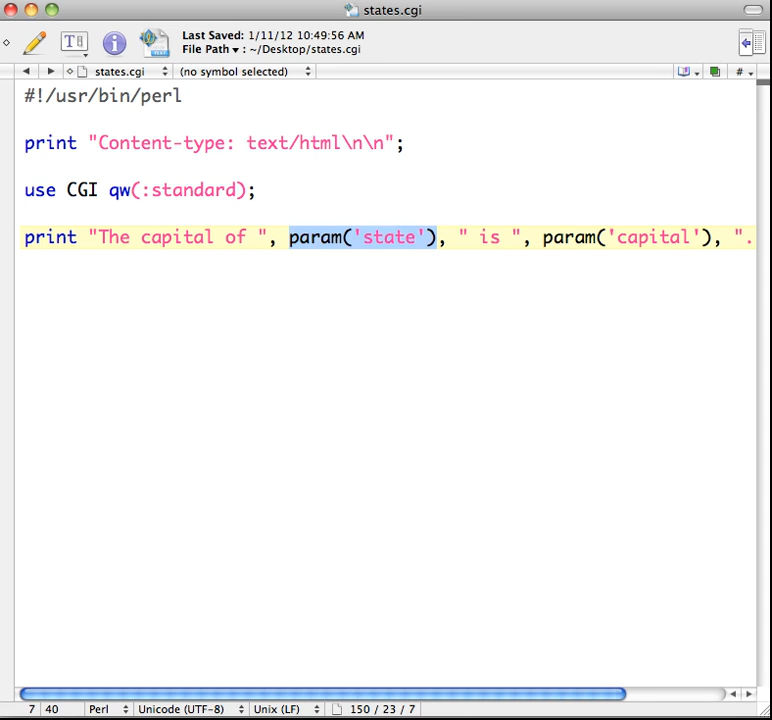 states.cgi
Last Saved: 1/11/12 10:49:56 AM
File Path ▾ : ~/Desktop/states.cgi
states.cgi (no symbol selected) #
#!/usr/bin/perl
print "Content-type: text/html\n\n";
use CGI qw(:standard);
print "The capital of ", param('state'), " is ", param('capital'), ".
7 40 Perl Unicode (UTF-8) Unix (LF) 150 / 23 / 7